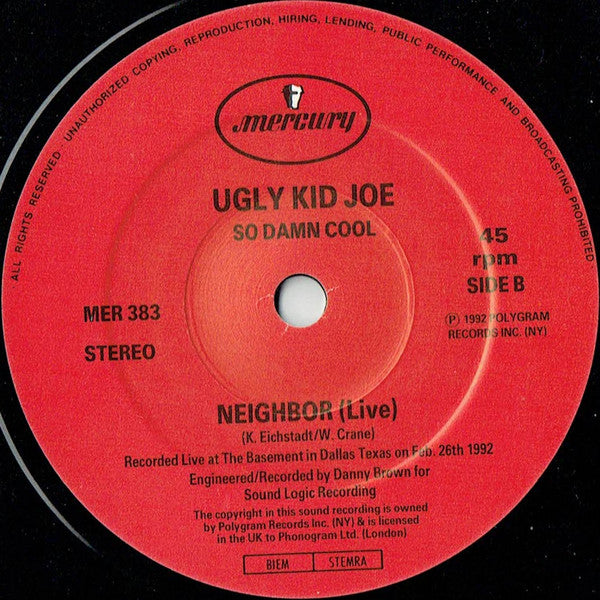 ALL RIGHTS RESERVED UNAUTHORIZED COPYING, REPRODUCTION, HIRING, LENDING, PUBLIC PERFORMANCE AND BROADCASTING PROHIBITED
mercury
UGLY KID JOE
SO DAMN COOL
45
rpm
SIDE B
MER 383
STEREO
(P) 1992 POLYGRAM
RECORDS INC. (NY)
NEIGHBOR (Live)
(K. Eichstadt/W. Crane)
Recorded Live at The Basement in Dallas Texas on Feb. 26th 1992
Engineered/Recorded by Danny Brown for
Sound Logic Recording
The copyright in this sound recording is owned
by Polygram Records Inc. (NY) & is licensed
in the UK to Phonogram Ltd. (London)
BIEM STEMRA